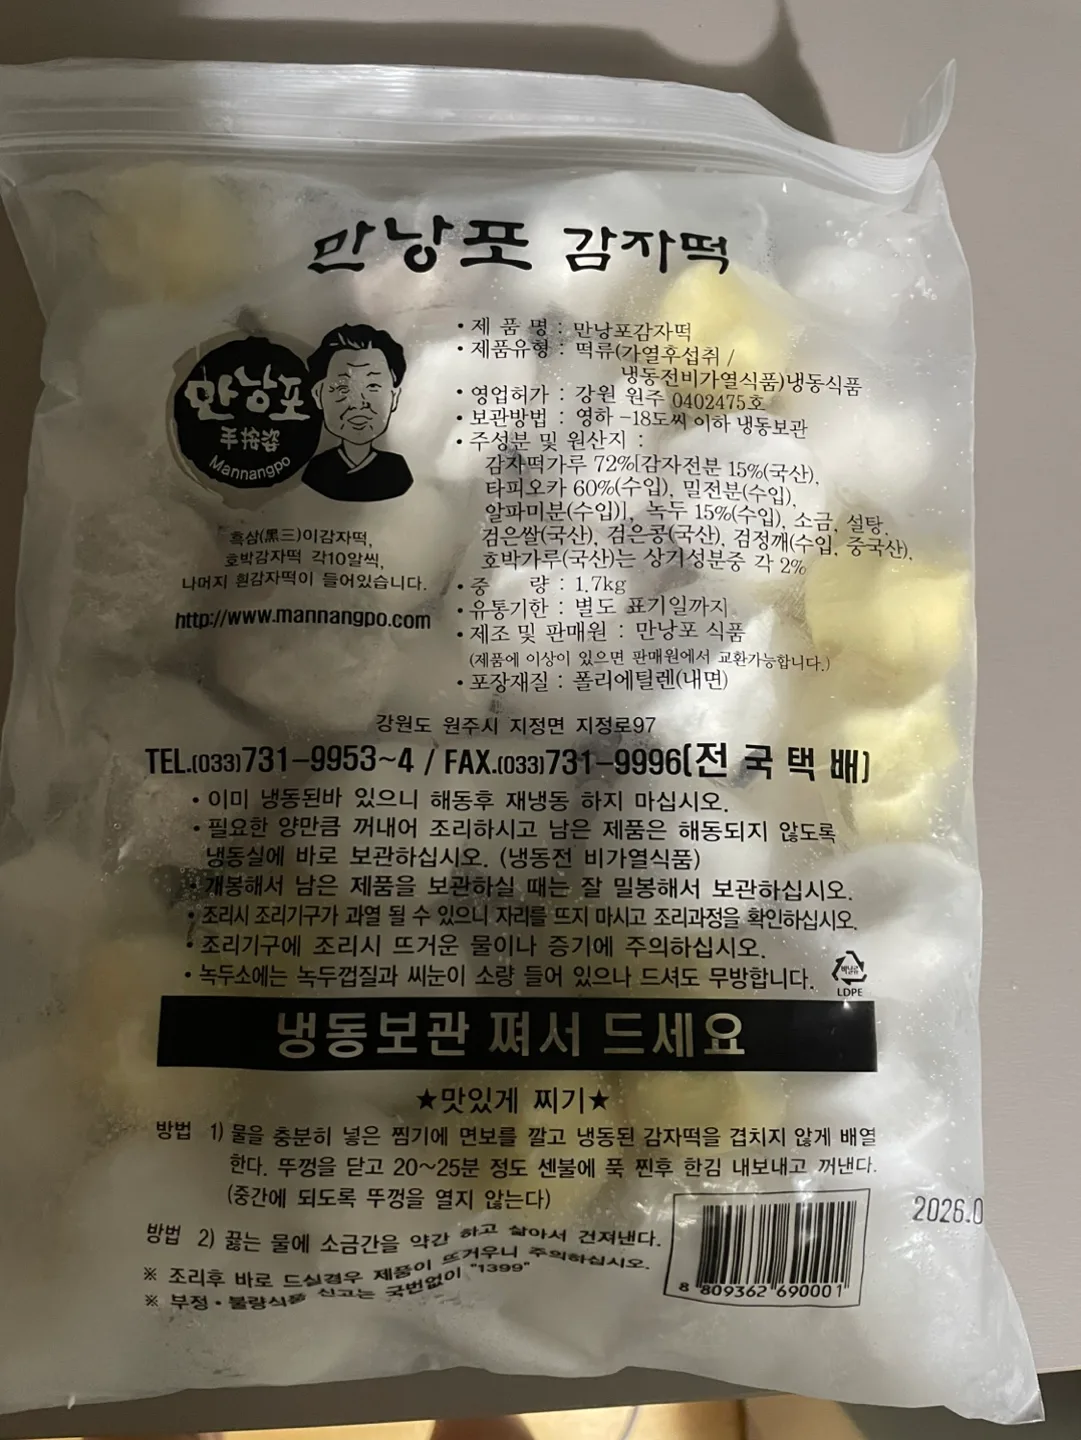 만낭포 감자떡
만낭포
Mannangpo
흑삼(黑三)이감자떡,
호박감자떡 각10알씩,
나머지 흰감자떡이 들어있습니다.
http://www.mannangpo.com
• 제 품 명 : 만낭포감자떡
• 제품유형 : 떡류(가열후섭취 /
냉동전비가열식품)냉동식품
• 영업허가 : 강원 원주 0402475호
• 보관방법 : 영하 -18도씨 이하 냉동보관
• 주성분 및 원산지 :
감자떡가루 72%[감자전분 15%(국산),
타피오카 60%(수입), 밀전분(수입),
알파미분(수입)], 녹두 15%(수입), 소금, 설탕,
검은쌀(국산), 검은콩(국산), 검정깨(수입, 중국산),
호박가루(국산)는 상기성분중 각 2%
• 중 량 : 1.7kg
• 유통기한 : 별도 표기일까지
• 제조 및 판매원 : 만낭포 식품
(제품에 이상이 있으면 판매원에서 교환가능합니다.)
• 포장재질 : 폴리에틸렌(내면)
강원도 원주시 지정면 지정로97
TEL.(033)731-9953~4 / FAX.(033)731-9996(전국택배)
• 이미 냉동된바 있으니 해동후 재냉동 하지 마십시오.
• 필요한 양만큼 꺼내어 조리하시고 남은 제품은 해동되지 않도록
냉동실에 바로 보관하십시오. (냉동전 비가열식품)
• 개봉해서 남은 제품을 보관하실 때는 잘 밀봉해서 보관하십시오.
• 조리시 조리기구가 과열 될 수 있으니 자리를 뜨지 마시고 조리과정을 확인하십시오.
• 조리기구에 조리시 뜨거운 물이나 증기에 주의하십시오.
• 녹두소에는 녹두껍질과 씨눈이 소량 들어 있으나 드셔도 무방합니다.
LDPE
냉동보관 쪄서 드세요
★맛있게 찌기★
방법 1) 물을 충분히 넣은 찜기에 면보를 깔고 냉동된 감자떡을 겹치지 않게 배열
한다. 뚜껑을 닫고 20~25분 정도 센불에 푹 찐후 한김 내보내고 꺼낸다.
(중간에 되도록 뚜껑을 열지 않는다)
방법 2) 끓는 물에 소금간을 약간 하고 삶아서 건져낸다.
※ 조리후 바로 드실경우 제품이 뜨거우니 주의하십시오.
※ 부정·불량식품 신고는 국번없이 "1399"
8 809362 690001
2026.0